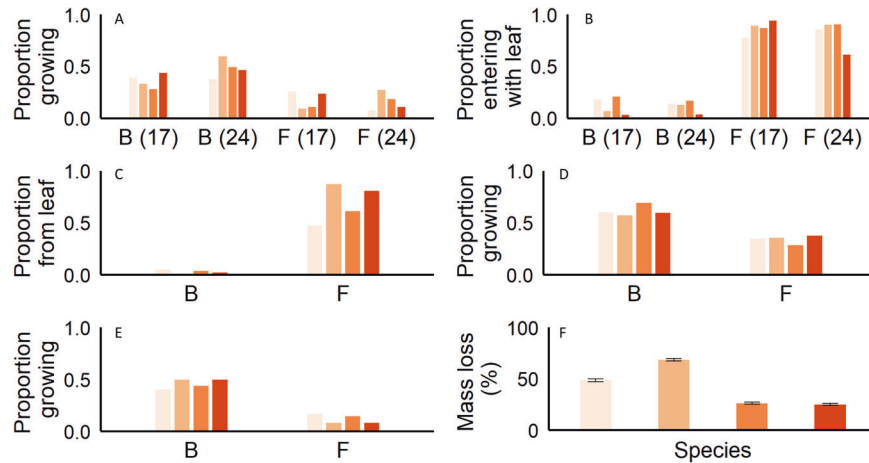 A
Proportion
growing
1.0
0.5
0.0
B (17)
B (24)
F (17)
F (24)
B
Proportion
entering
with leaf
1.0
0.5
0.0
B (17)
B (24)
F (17)
F (24)
C
Proportion
from leaf
1.0
0.5
0.0
B
F
D
Proportion
growing
1.0
0.5
0.0
B
F
E
Proportion
growing
1.0
0.5
0.0
B
F
F
Mass loss
(%)
100
50
0
Species